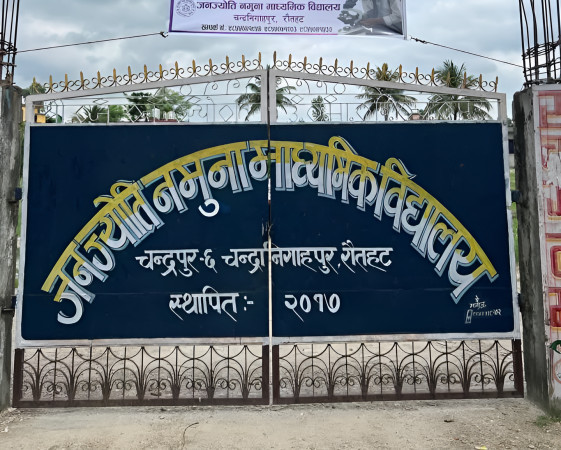 जनज्योति नमुना माध्यमिक विद्यालय
चन्द्रनिगाहपुर, रौतहट
जनज्योति नमुना माध्यमिक विद्यालय
चन्द्रपुर-६ चन्द्रनिगाहपुर, रौतहट
स्थापित :- २०१७